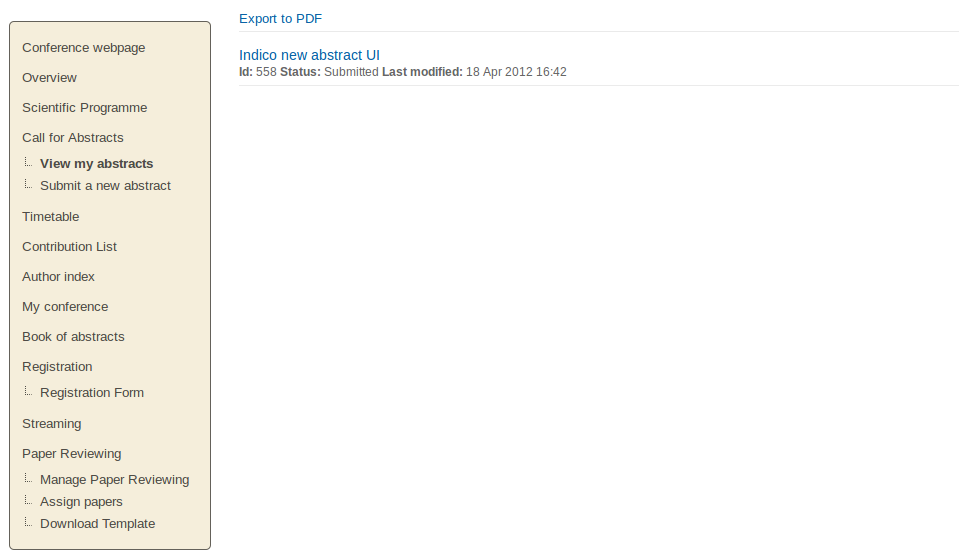 Conference webpage
Overview
Scientific Programme
Call for Abstracts
View my abstracts
Submit a new abstract
Timetable
Contribution List
Author index
My conference
Book of abstracts
Registration
Registration Form
Streaming
Paper Reviewing
Manage Paper Reviewing
Assign papers
Download Template
Export to PDF
Indico new abstract UI
Id: 558 Status: Submitted Last modified: 18 Apr 2012 16:42